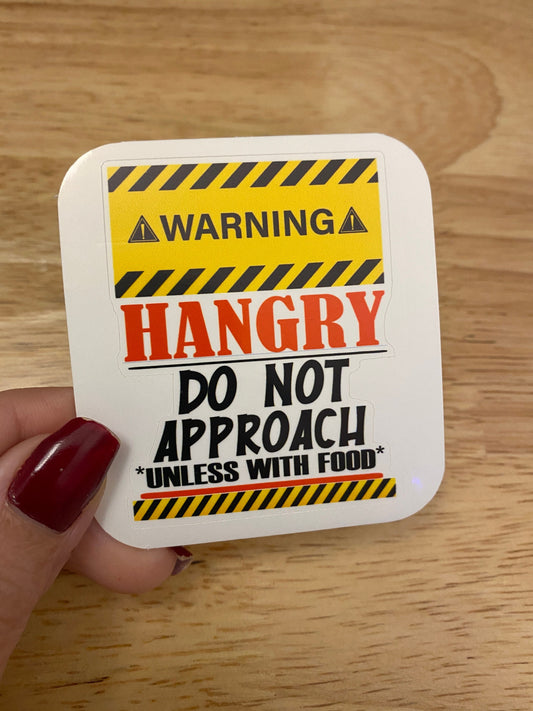 WARNING
HANGRY
DO NOT
APPROACH
*UNLESS WITH FOOD*